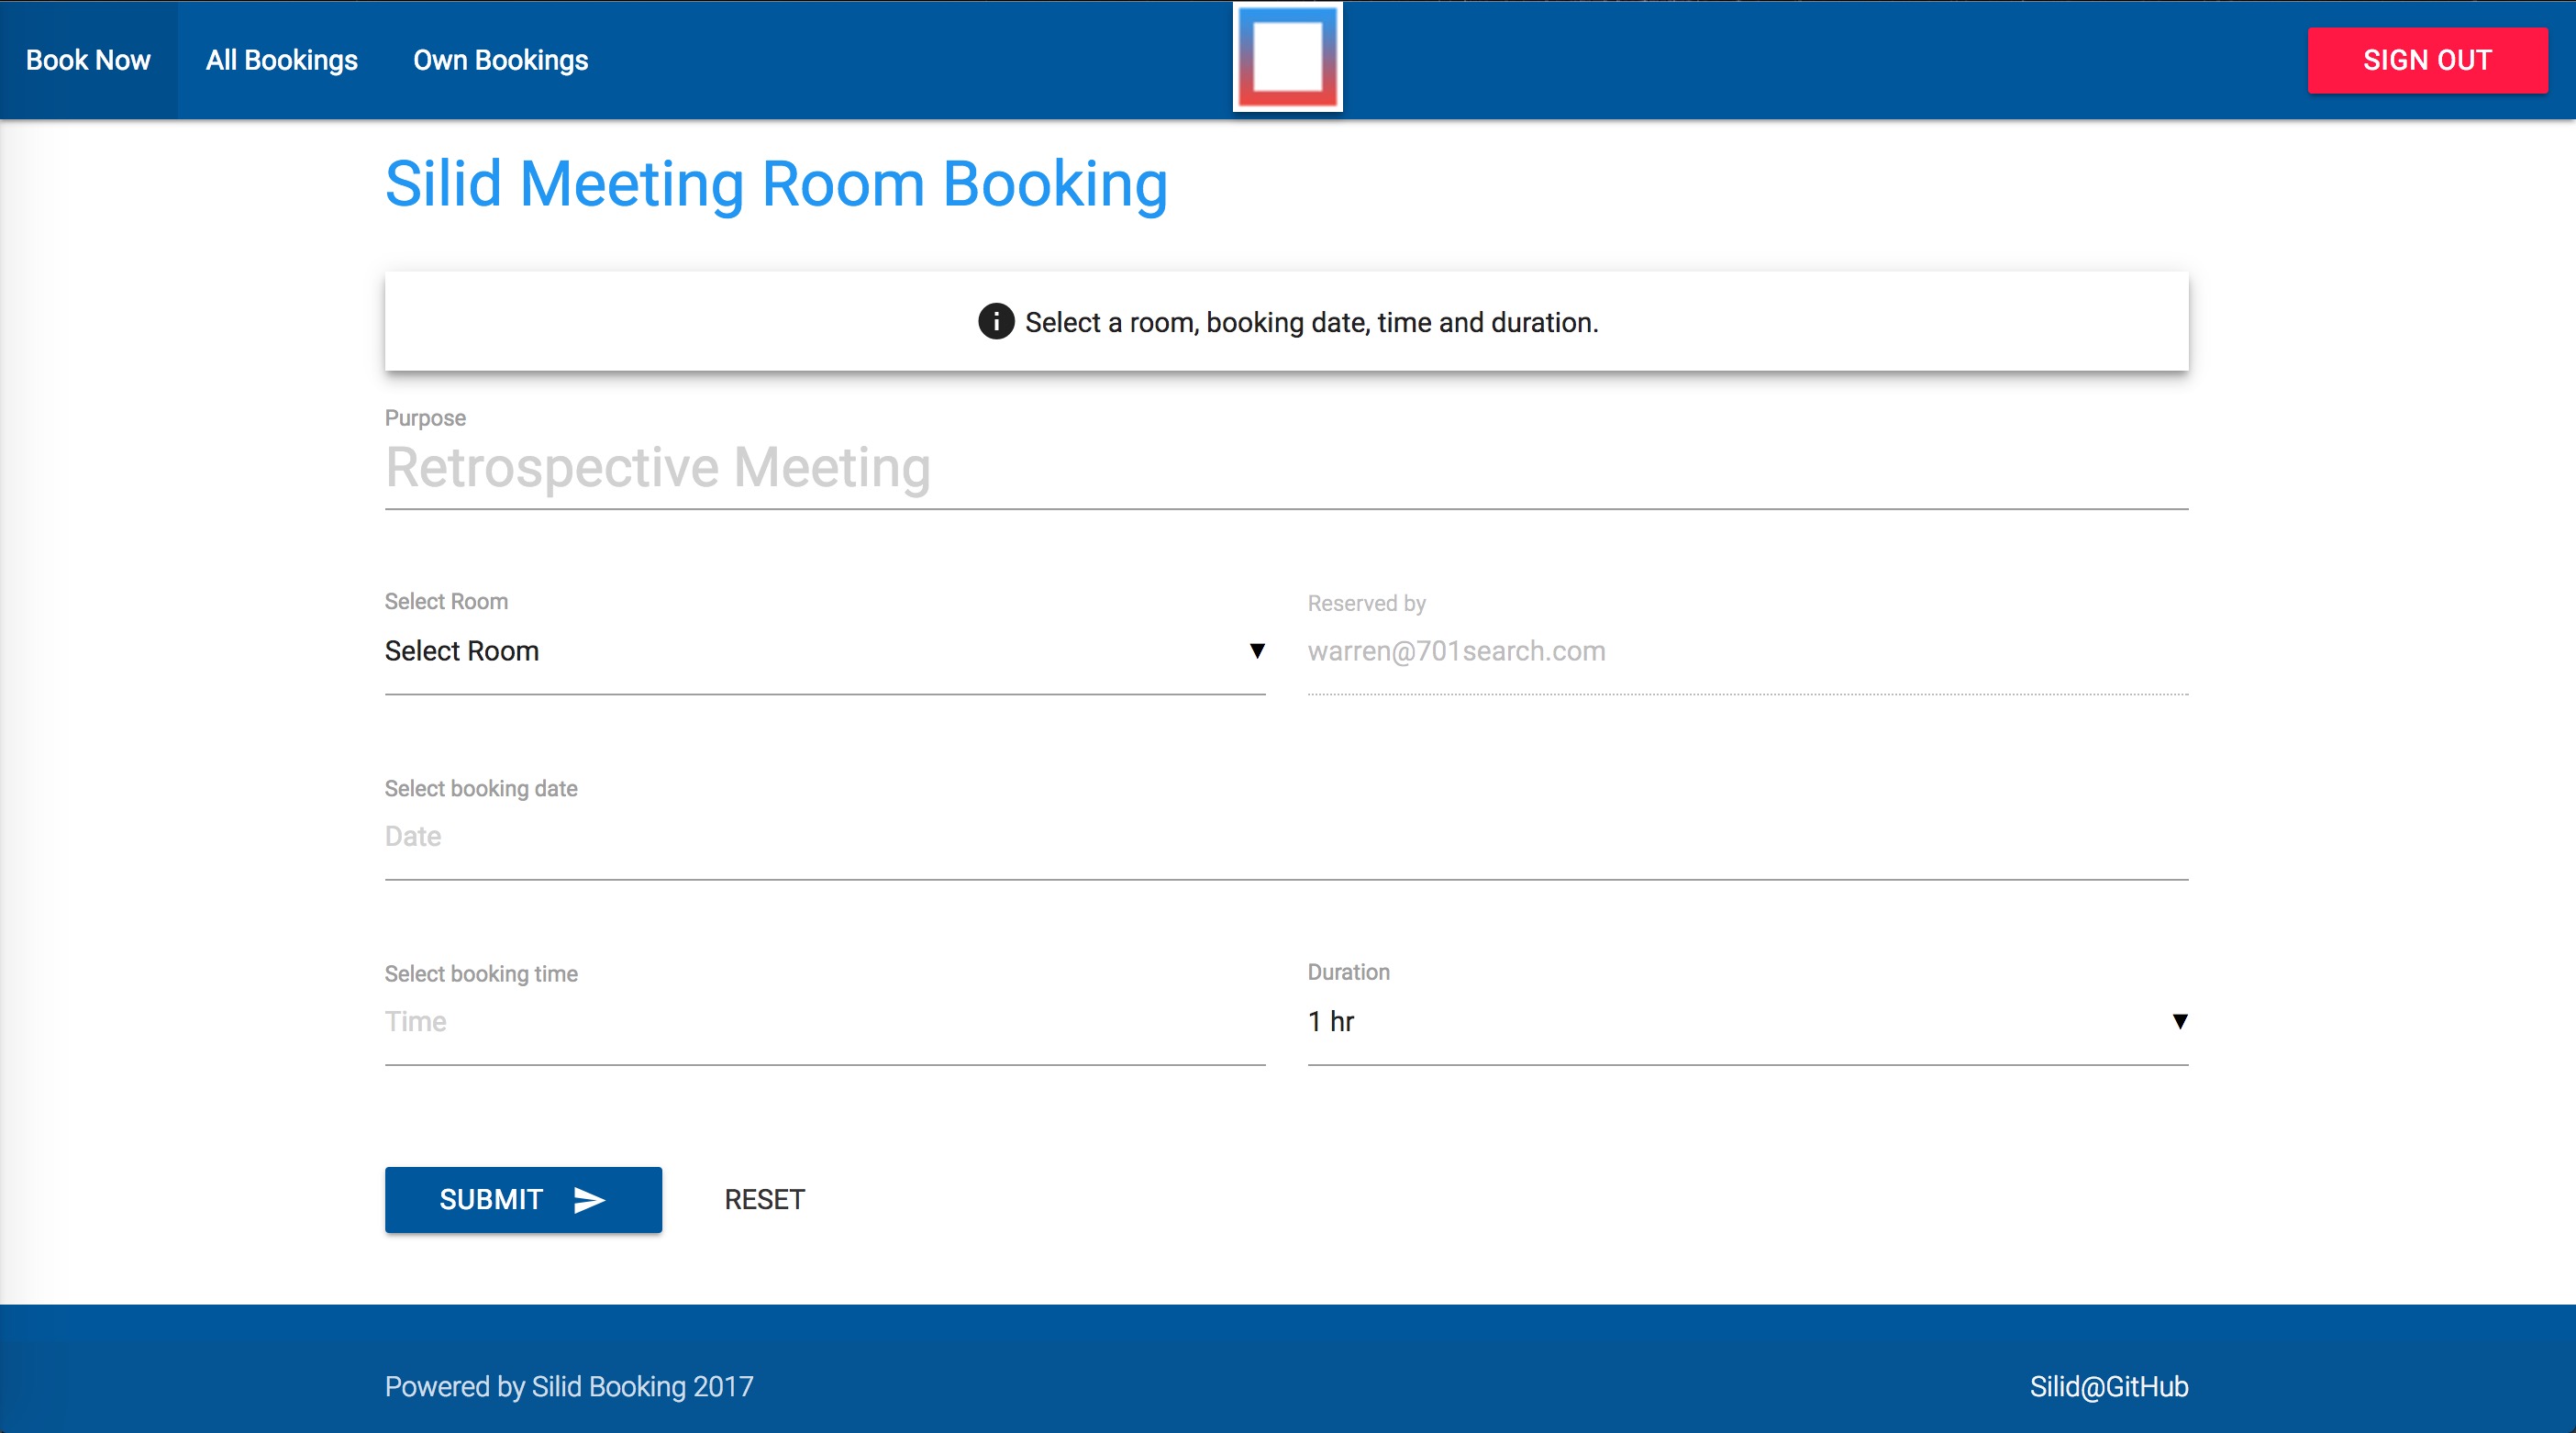 Book Now All Bookings Own Bookings SIGN OUT
Silid Meeting Room Booking
Select a room, booking date, time and duration.
Purpose
Retrospective Meeting
Select Room Reserved by
Select Room ▼ warren@701search.com
Select booking date
Date
Select booking time Duration
Time 1 hr ▼
SUBMIT RESET
Powered by Silid Booking 2017 Silid@GitHub